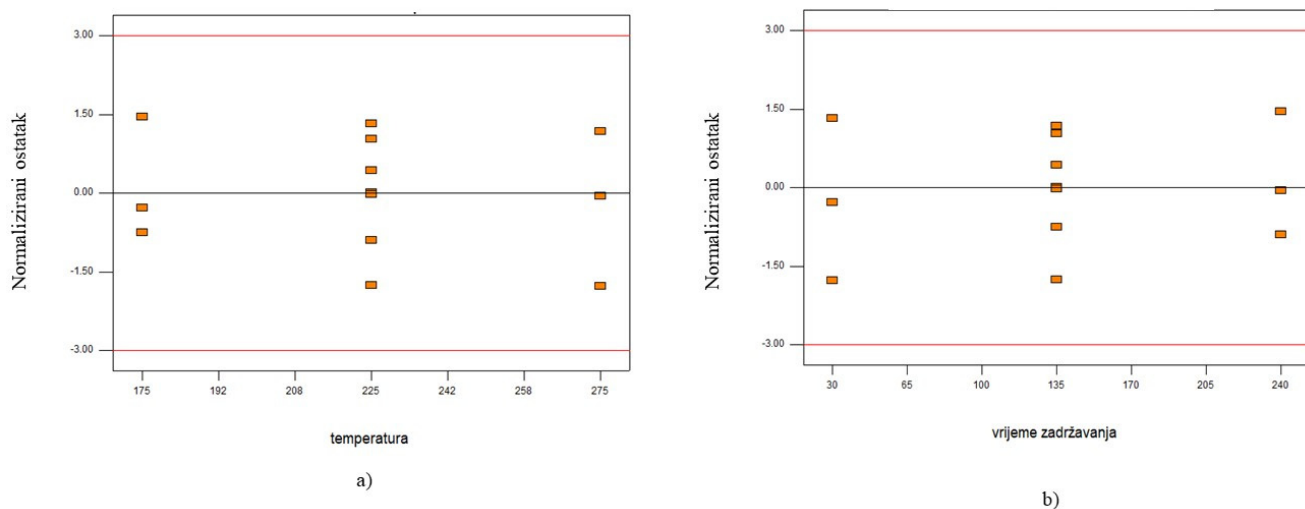 Normalizirani ostatak
3.00
1.50
0.00
-1.50
-3.00
175 192 208 225 242 258 275
temperatura
a)
Normalizirani ostatak
3.00
1.50
0.00
-1.50
-3.00
30 65 100 135 170 205 240
vrijeme zadržavanja
b)